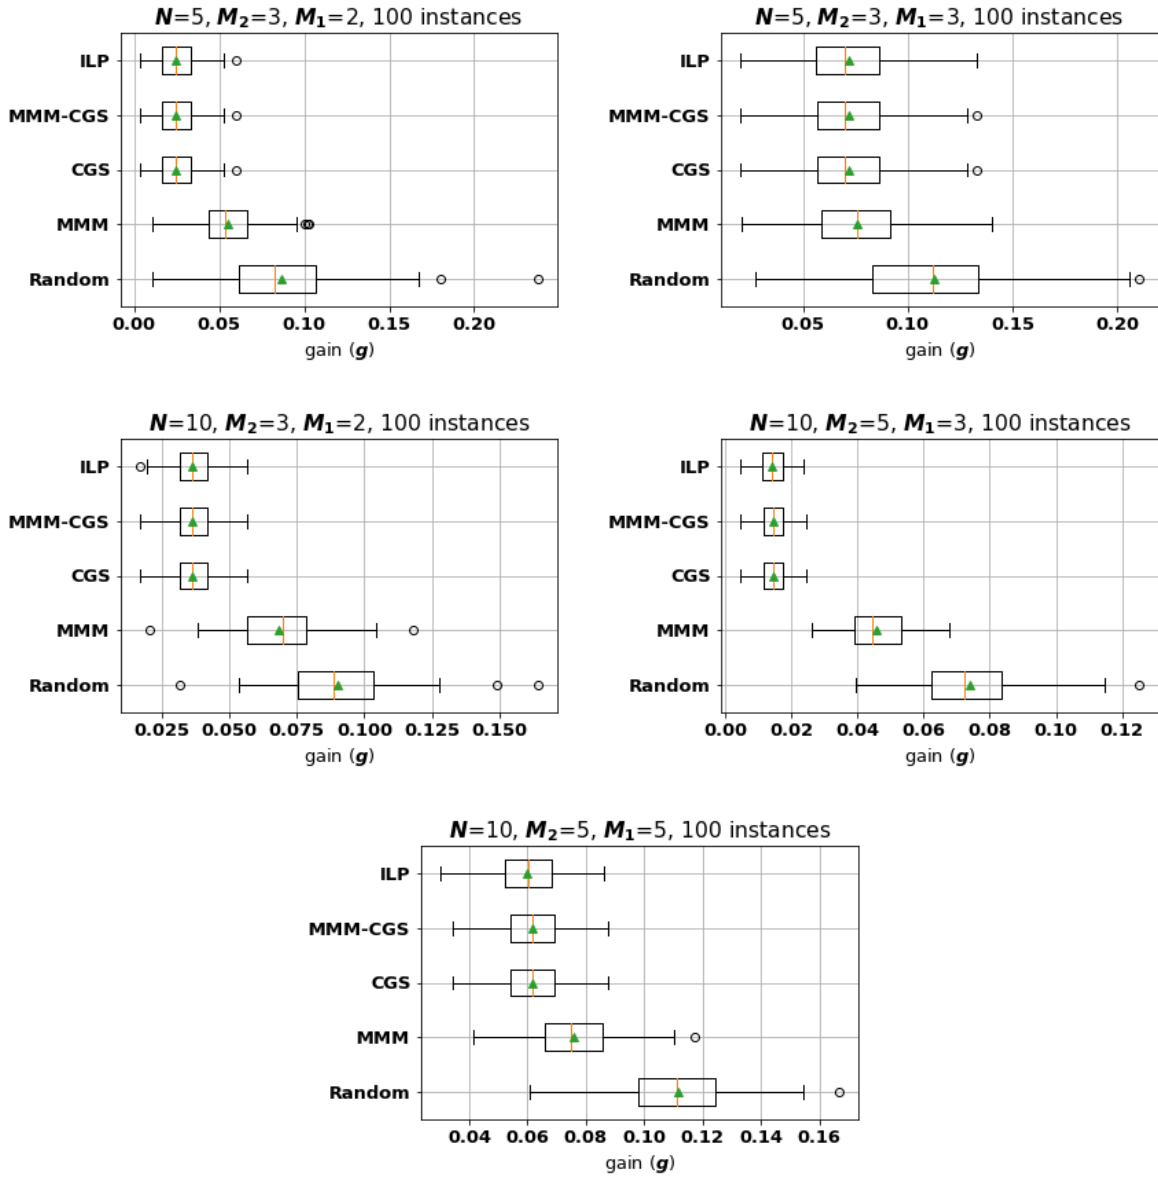 N=5, M₂=3, M₁=2, 100 instances
ILP
MMM-CGS
CGS
MMM
Random
0.00 0.05 0.10 0.15 0.20
gain (g)
N=5, M₂=3, M₁=3, 100 instances
ILP
MMM-CGS
CGS
MMM
Random
0.05 0.10 0.15 0.20
gain (g)
N=10, M₂=3, M₁=2, 100 instances
ILP
MMM-CGS
CGS
MMM
Random
0.025 0.050 0.075 0.100 0.125 0.150
gain (g)
N=10, M₂=5, M₁=3, 100 instances
ILP
MMM-CGS
CGS
MMM
Random
0.00 0.02 0.04 0.06 0.08 0.10 0.12
gain (g)
N=10, M₂=5, M₁=5, 100 instances
ILP
MMM-CGS
CGS
MMM
Random
0.04 0.06 0.08 0.10 0.12 0.14 0.16
gain (g)